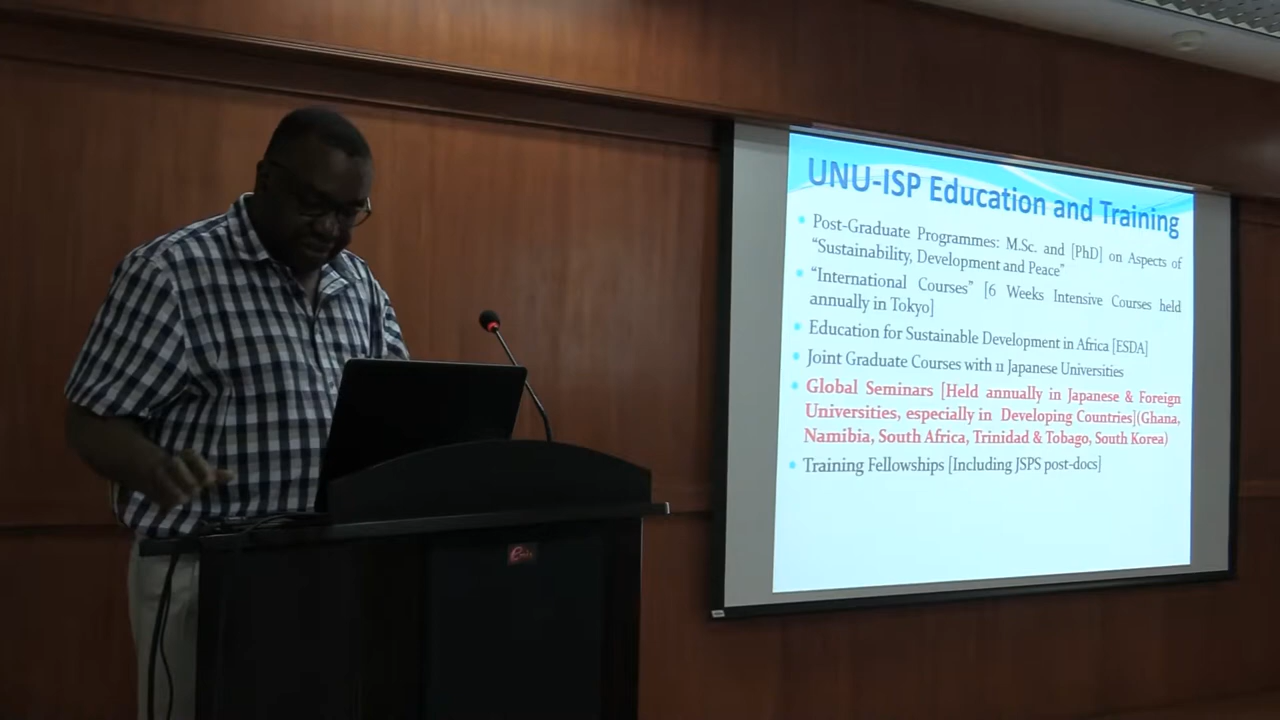 UNU-ISP Education and Training
Post-Graduate Programmes: M.Sc. and [PhD] on Aspects of
“Sustainability, Development and Peace”
“International Courses” [6 Weeks Intensive Courses held
annually in Tokyo]
Education for Sustainable Development in Africa [ESDA]
Joint Graduate Courses with 11 Japanese Universities
Global Seminars [Held annually in Japanese & Foreign
Universities, especially in Developing Countries](Ghana,
Namibia, South Africa, Trinidad & Tobago, South Korea)
Training Fellowships [Including JSPS post-docs]